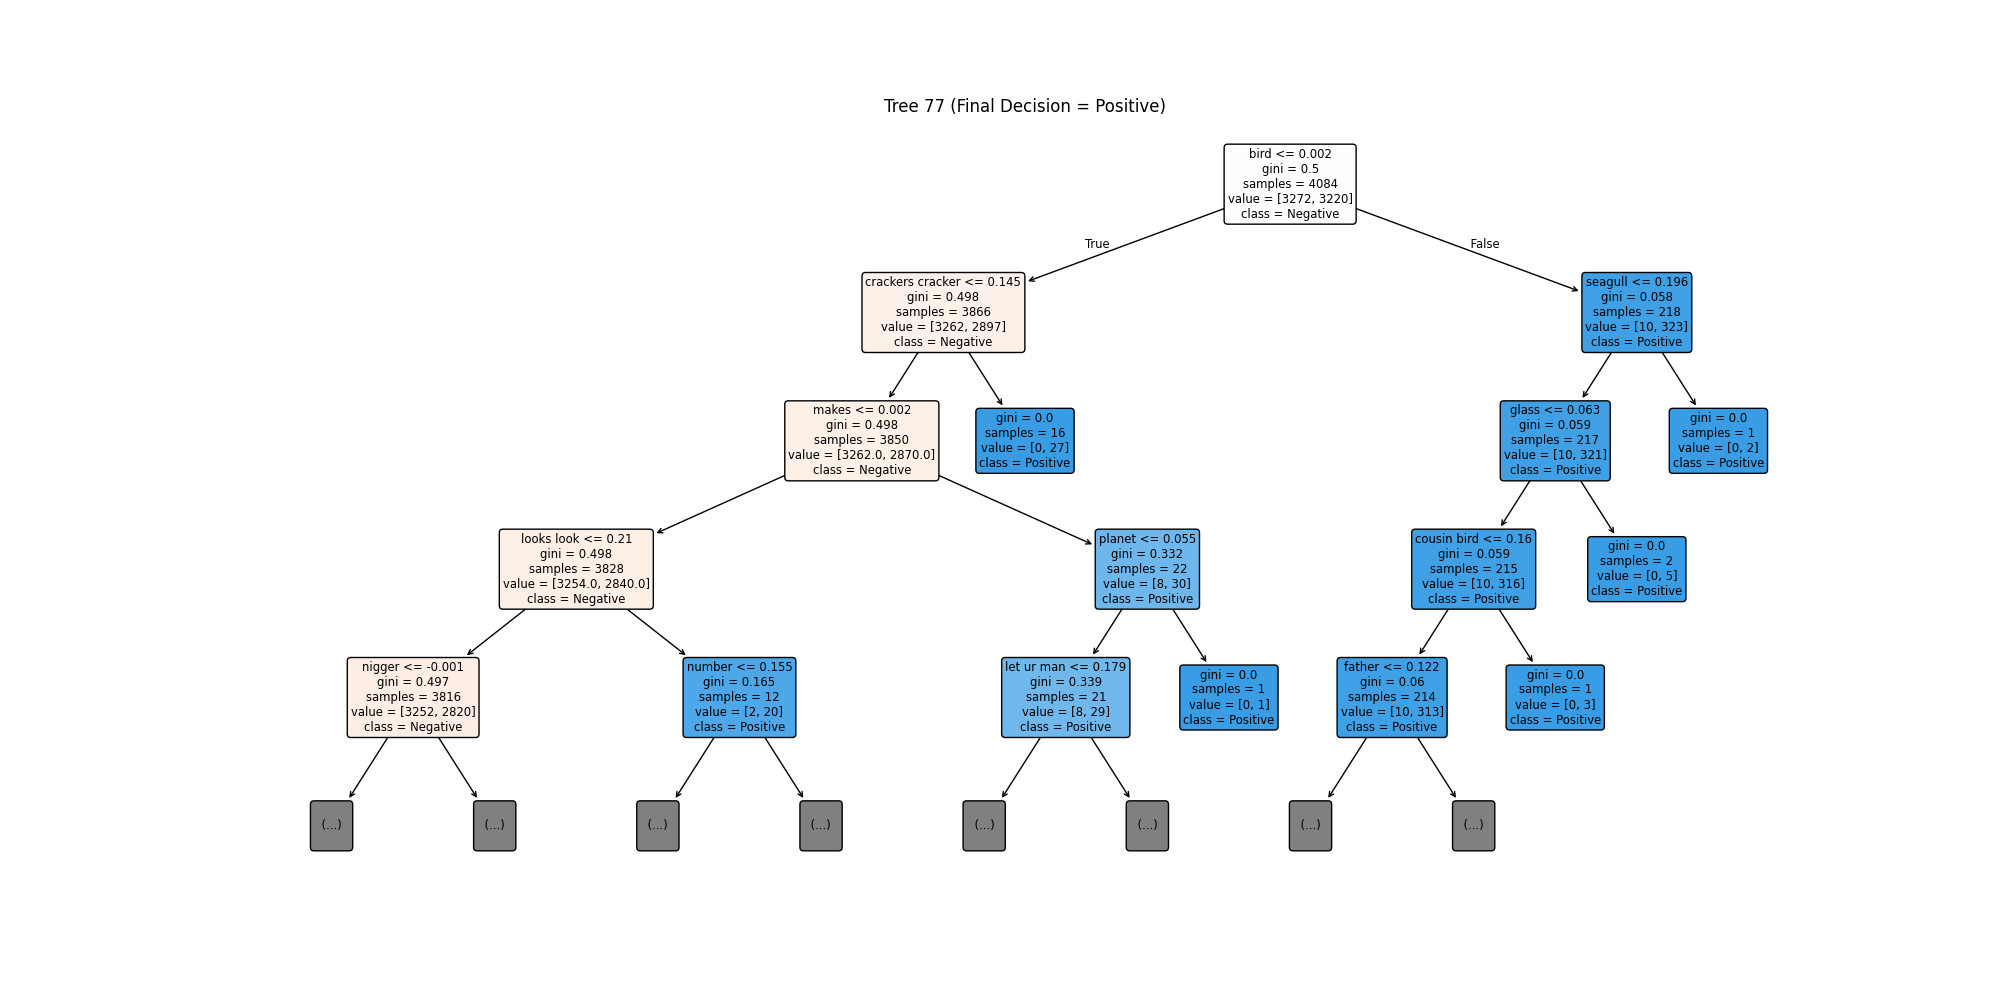 Tree 77 (Final Decision = Positive)
bird <= 0.002
gini = 0.5
samples = 4084
value = [3272, 3220]
class = Negative
True
False
crackers cracker <= 0.145
gini = 0.498
samples = 3866
value = [3262, 2897]
class = Negative
seagull <= 0.196
gini = 0.058
samples = 218
value = [10, 323]
class = Positive
makes <= 0.002
gini = 0.498
samples = 3850
value = [3262.0, 2870.0]
class = Negative
gini = 0.0
samples = 16
value = [0, 27]
class = Positive
glass <= 0.063
gini = 0.059
samples = 217
value = [10, 321]
class = Positive
gini = 0.0
samples = 1
value = [0, 2]
class = Positive
looks look <= 0.21
gini = 0.498
samples = 3828
value = [3254.0, 2840.0]
class = Negative
planet <= 0.055
gini = 0.332
samples = 22
value = [8, 30]
class = Positive
cousin bird <= 0.16
gini = 0.059
samples = 215
value = [10, 316]
class = Positive
gini = 0.0
samples = 2
value = [0, 5]
class = Positive
nigger <= -0.001
gini = 0.497
samples = 3816
value = [3252, 2820]
class = Negative
number <= 0.155
gini = 0.165
samples = 12
value = [2, 20]
class = Positive
let ur man <= 0.179
gini = 0.339
samples = 21
value = [8, 29]
class = Positive
gini = 0.0
samples = 1
value = [0, 1]
class = Positive
father <= 0.122
gini = 0.06
samples = 214
value = [10, 313]
class = Positive
gini = 0.0
samples = 1
value = [0, 3]
class = Positive
(...)
(...)
(...)
(...)
(...)
(...)
(...)
(...)